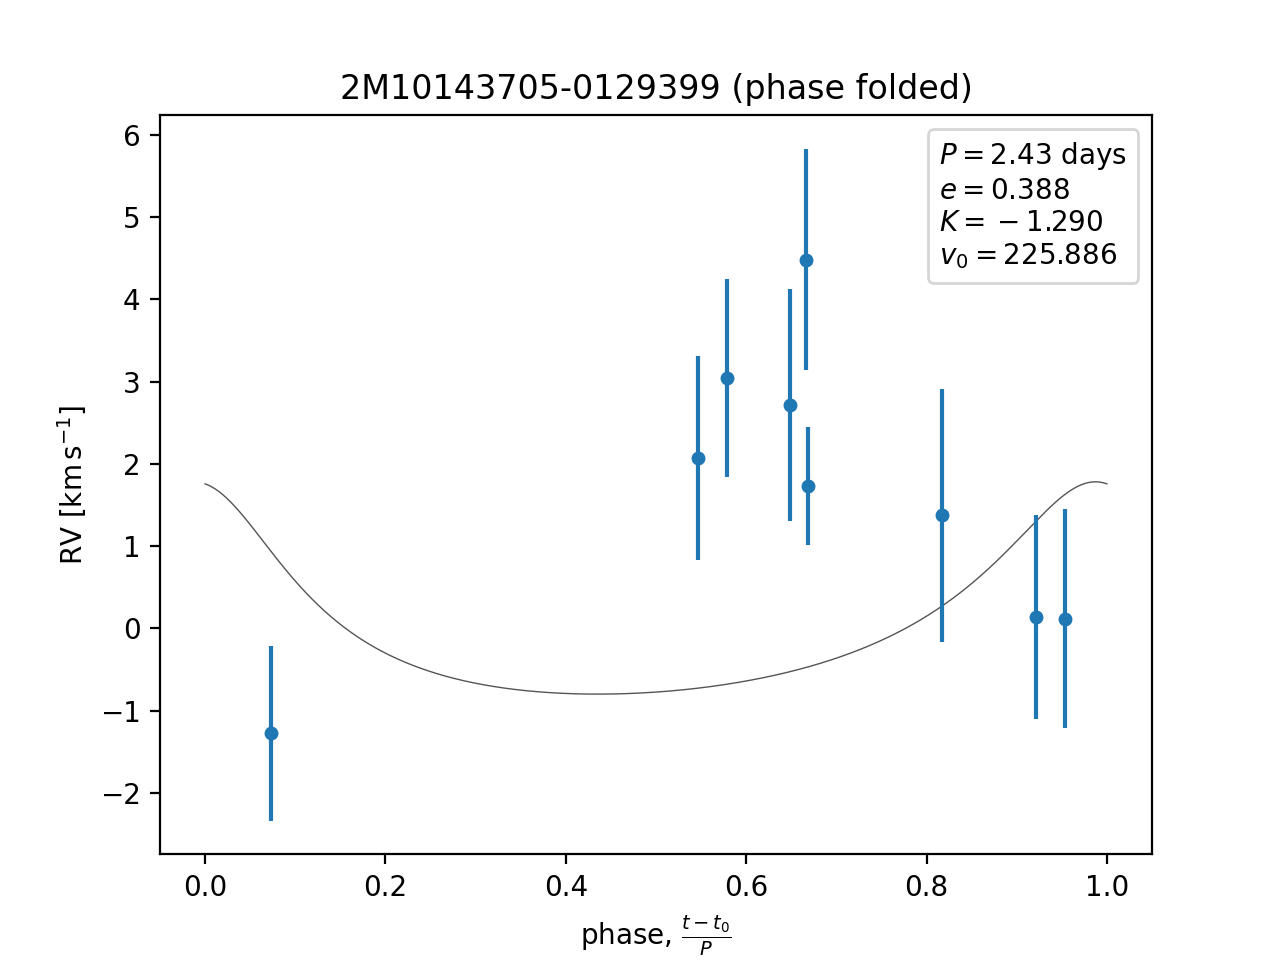 2M10143705-0129399 (phase folded)
P = 2.43 days
e = 0.388
K = −1.290
v₀ = 225.886
6
5
4
3
2
1
0
−1
−2
RV [km s⁻¹]
0.0 0.2 0.4 0.6 0.8 1.0
phase, (t − t₀)/P